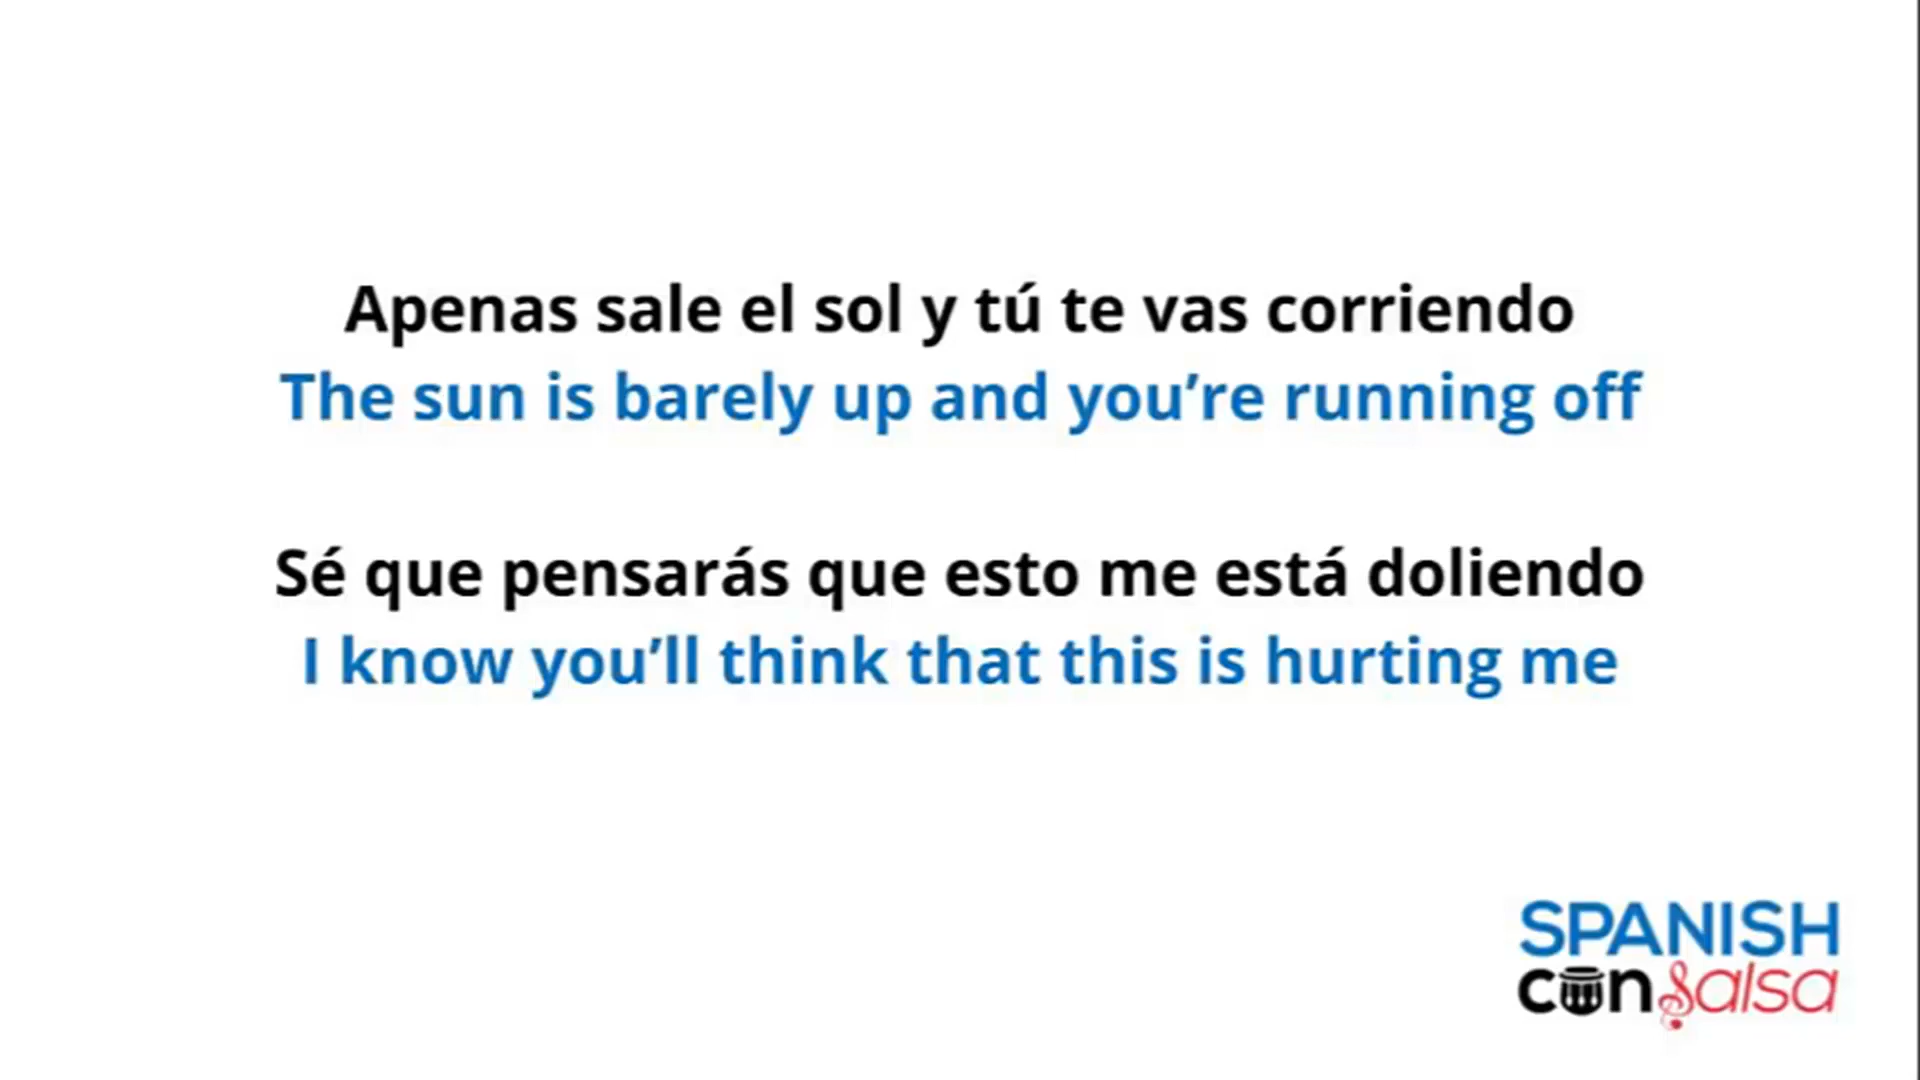 Apenas sale el sol y tú te vas corriendo
The sun is barely up and you’re running off
Sé que pensarás que esto me está doliendo
I know you’ll think that this is hurting me
SPANISH
con salsa